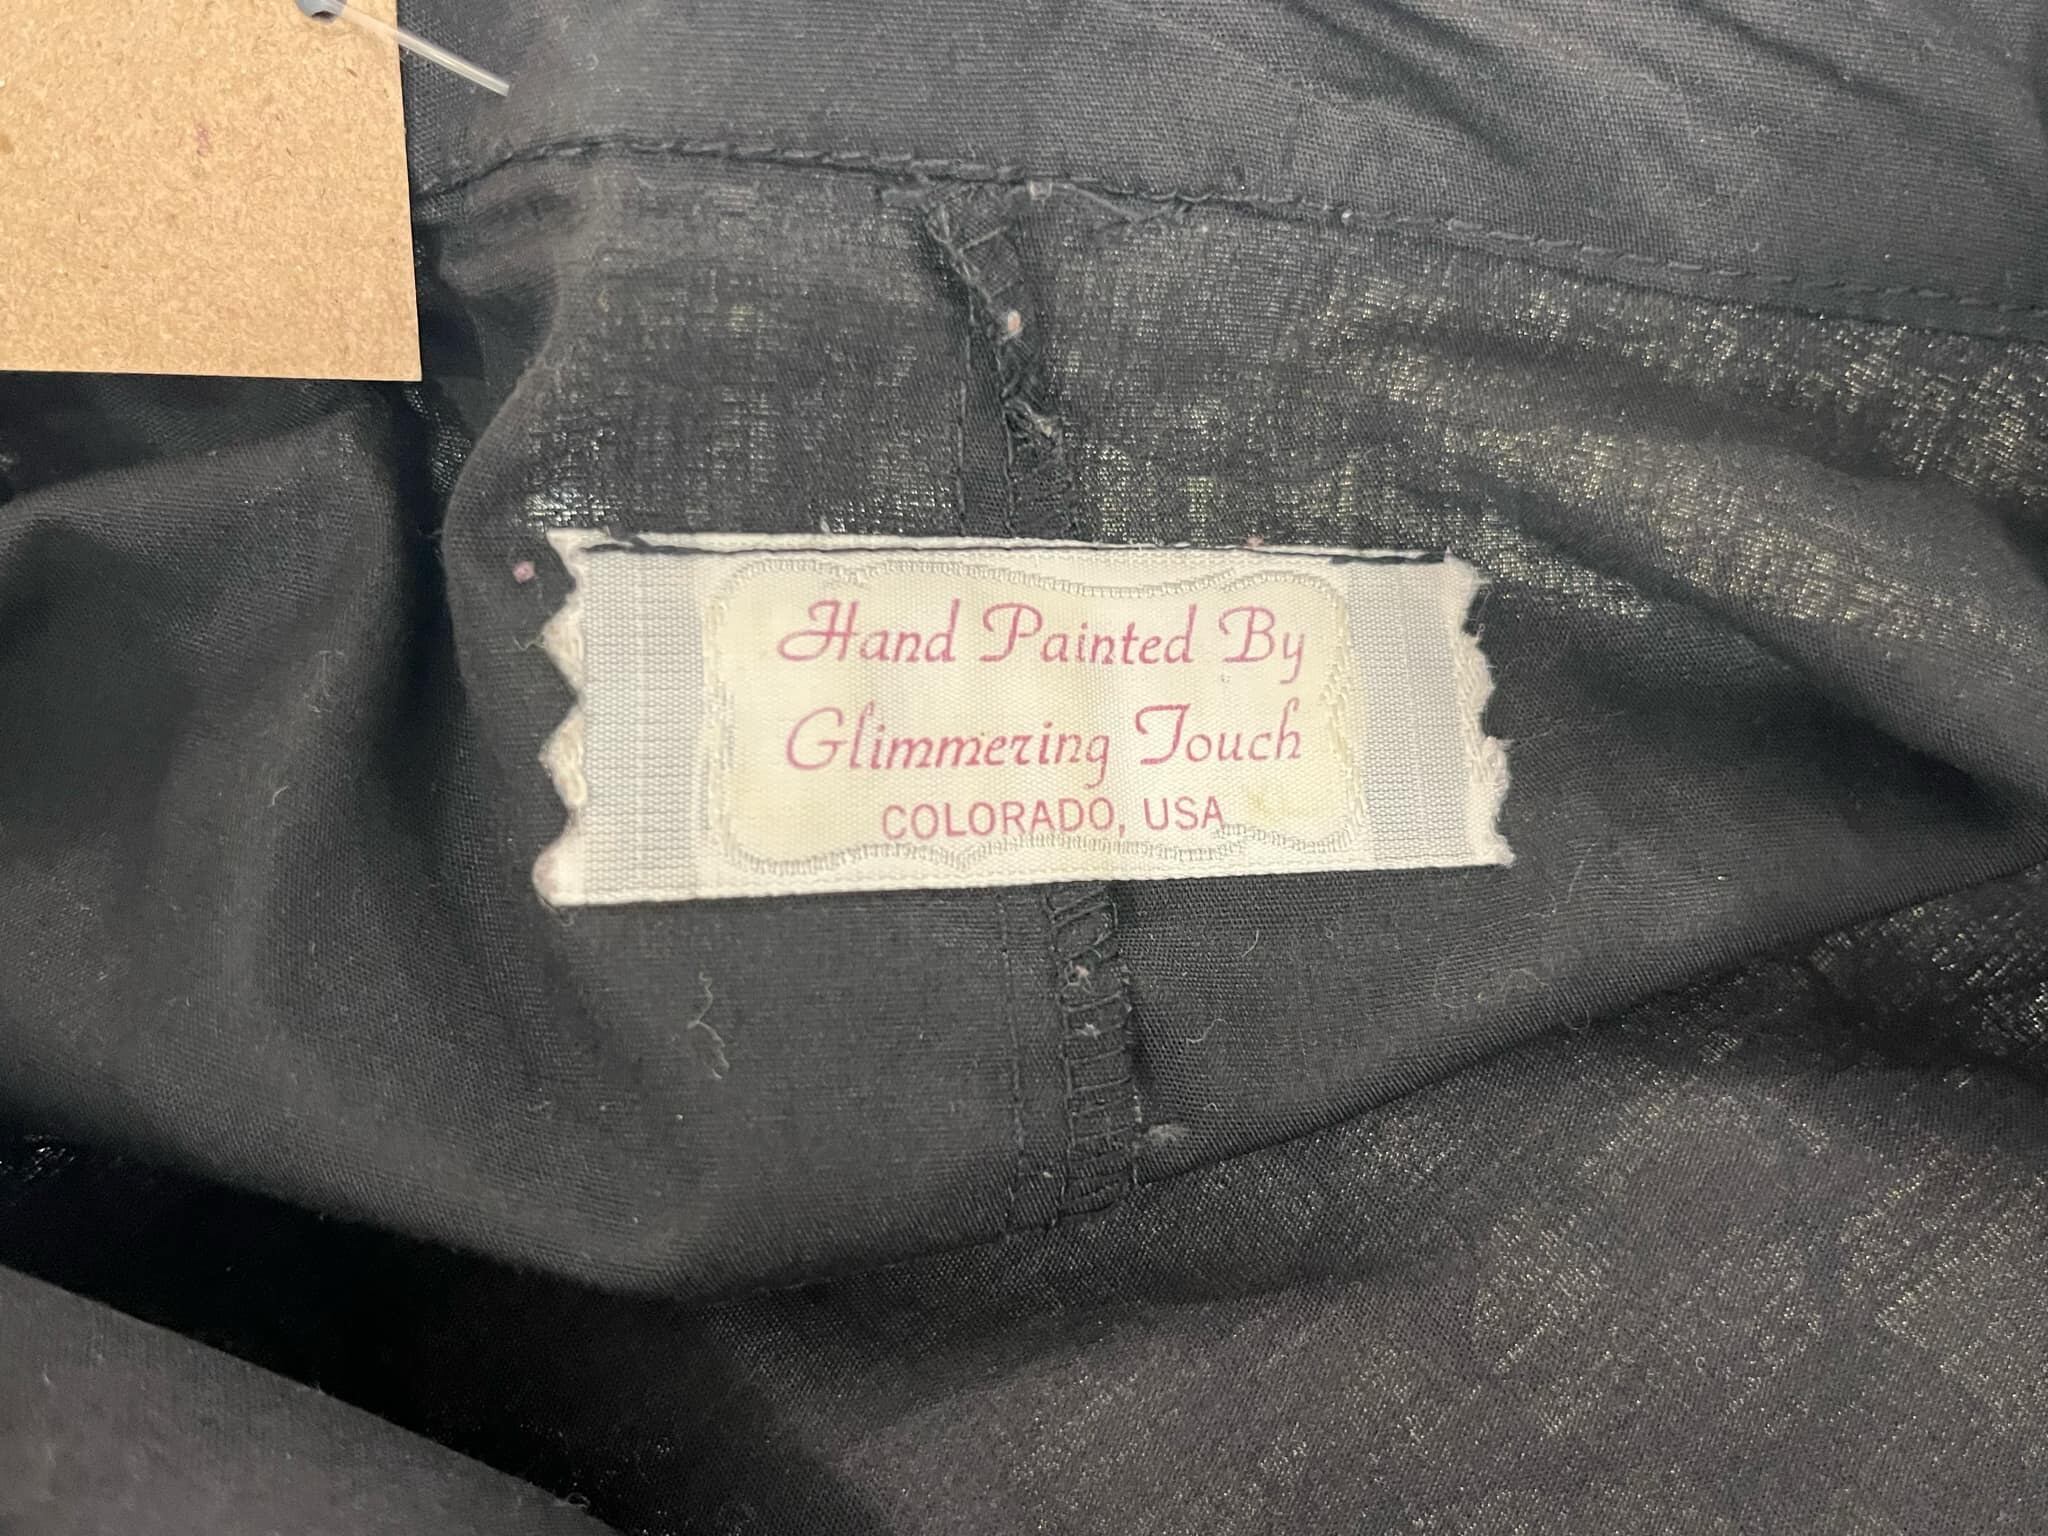 Hand Painted By
Glimmering Touch
COLORADO, USA